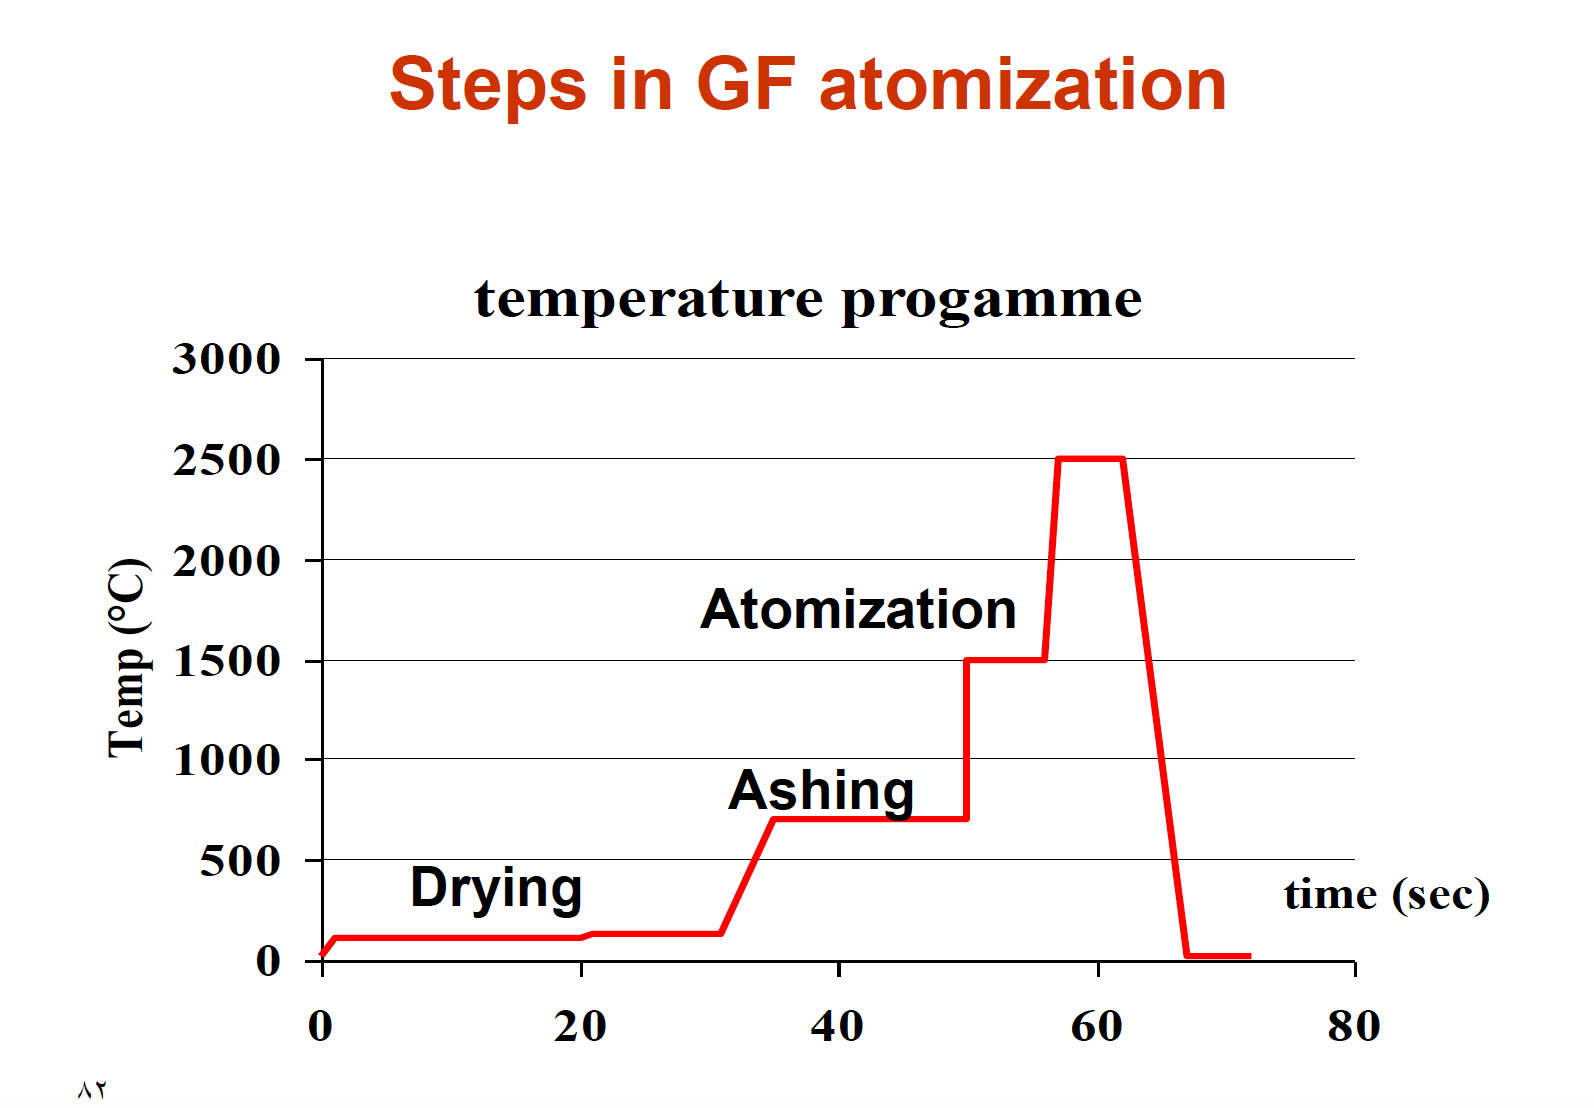 Steps in GF atomization
temperature progamme
3000
2500
2000
1500
1000
500
0
Temp (°C)
Atomization
Ashing
Drying
time (sec)
0 20 40 60 80
٨٢